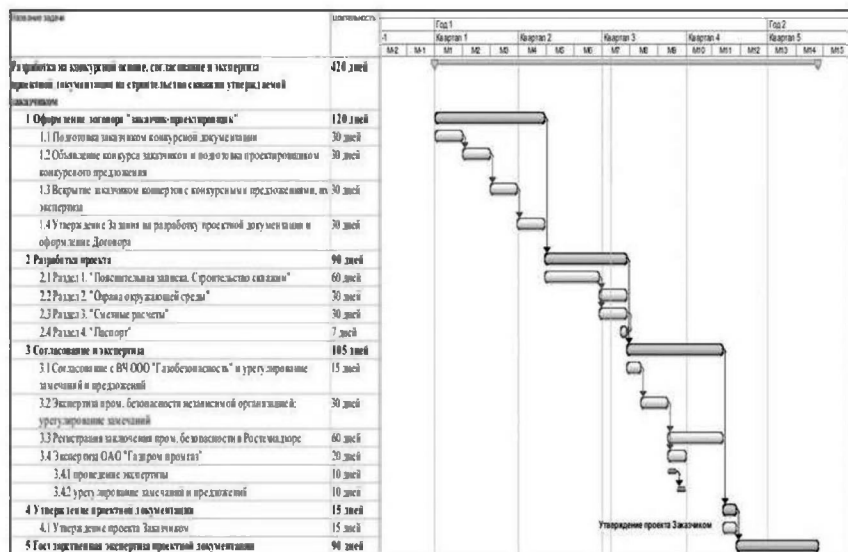 Название задачи
Длительность
Год 1 Год 2
-1 Квартал 1 Квартал 2 Квартал 3 Квартал 4 Квартал 5
М-2 М-1 М1 М2 М3 М4 М5 М6 М7 М8 М9 М10 М11 М12 М13 М14 М15
Разработка на конкурсной основе, согласование и экспертиза 420 дней
проектной документации на строительство скважин утверждаемой
заказчиком
1 Оформление договора "заказчик-проектировщик" 120 дней
1.1 Подготовка заказчиком конкурсной документации 30 дней
1.2 Объявление конкурса заказчиком и подготовка проектировщиком 30 дней
конкурсного предложения
1.3 Вскрытие заказчиком конвертов с конкурсными предложениями, их 30 дней
экспертиза
1.4 Утверждение Задания на разработку проектной документации и 30 дней
оформление Договора
2 Разработка проекта 90 дней
2.1 Раздел 1. "Пояснительная записка. Строительство скважин" 60 дней
2.2 Раздел 2. "Охрана окружающей среды" 30 дней
2.3 Раздел 3. "Сметные расчеты" 30 дней
2.4 Раздел 4. "Паспорт" 7 дней
3 Согласование и экспертиза 105 дней
3.1 Согласование с ВЧ ООО "Газобезопасность" и урегулирование 15 дней
замечаний и предложений
3.2 Экспертиза пром. безопасности независимой организацией; 30 дней
урегулирование замечаний
3.3 Регистрация заключения пром. безопасности в Ростехнадзоре 60 дней
3.4 Экспертиза ОАО "Газпром промгаз" 20 дней
3.4.1 проведение экспертизы 10 дней
3.4.2 урегулирование замечаний и предложений 10 дней
4 Утверждение проектной документации 15 дней
4.1 Утверждение проекта Заказчиком 15 дней
Утверждение проекта Заказчиком
5 Государственная экспертиза проектной документации 90 дней